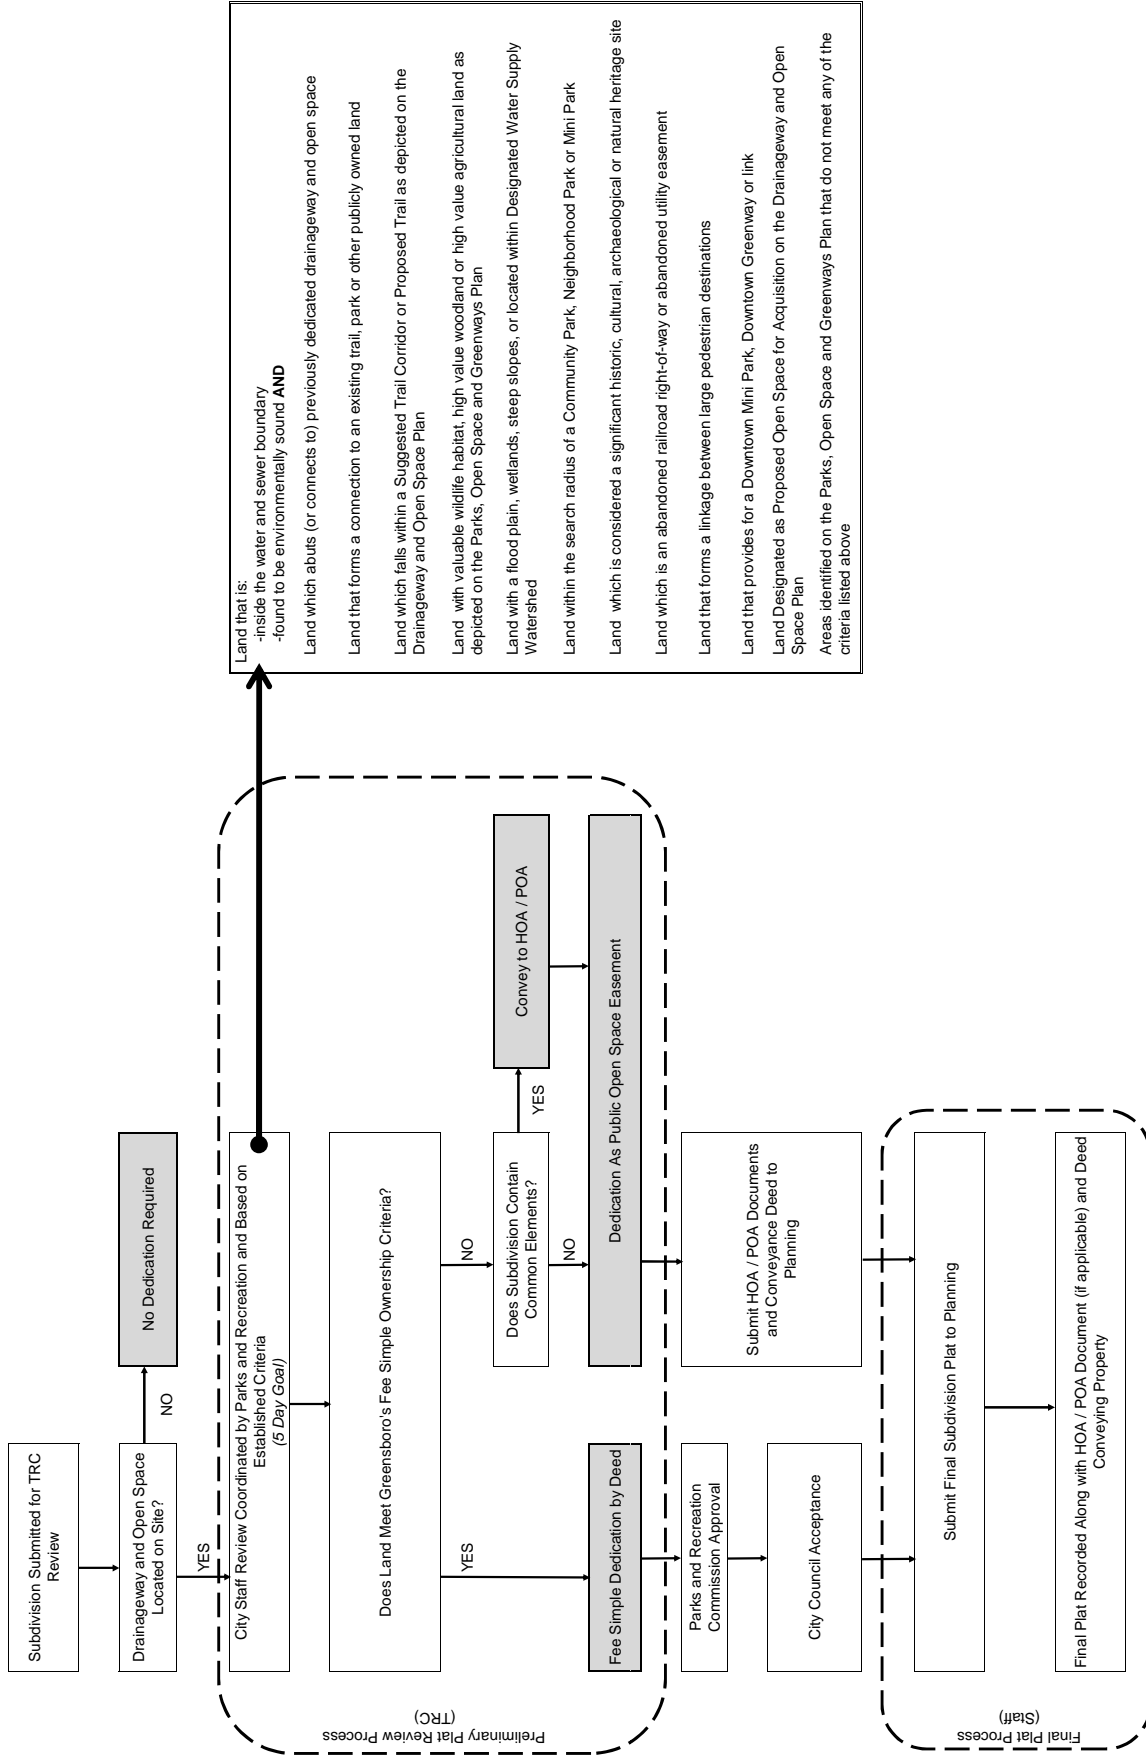 Subdivision Submitted for TRC
Review
Drainageway and Open Space
Located on Site?
NO
No Dedication Required
YES
City Staff Review Coordinated by Parks and Recreation and Based on
Established Criteria
(5 Day Goal)
Does Land Meet Greensboro's Fee Simple Ownership Criteria?
YES
NO
Does Subdivision Contain
Common Elements?
YES
Convey to HOA / POA
NO
Fee Simple Dedication by Deed
Dedication As Public Open Space Easement
Preliminary Plat Review Process
(TRC)
Parks and Recreation
Commission Approval
City Council Acceptance
Submit HOA / POA Documents
and Conveyance Deed to
Planning
Submit Final Subdivision Plat to Planning
Final Plat Recorded Along with HOA / POA Document (if applicable) and Deed
Conveying Property
Final Plat Process
(Staff)
Land that is:
-inside the water and sewer boundary
-found to be environmentally sound AND
Land which abuts (or connects to) previously dedicated drainageway and open space
Land that forms a connection to an existing trail, park or other publicly owned land
Land which falls within a Suggested Trail Corridor or Proposed Trail as depicted on the
Drainageway and Open Space Plan
Land with valuable wildlife habitat, high value woodland or high value agricultural land as
depicted on the Parks, Open Space and Greenways Plan
Land with a flood plain, wetlands, steep slopes, or located within Designated Water Supply
Watershed
Land within the search radius of a Community Park, Neighborhood Park or Mini Park
Land which is considered a significant historic, cultural, archaeological or natural heritage site
Land which is an abandoned railroad right-of-way or abandoned utility easement
Land that forms a linkage between large pedestrian destinations
Land that provides for a Downtown Mini Park, Downtown Greenway or link
Land Designated as Proposed Open Space for Acquisition on the Drainageway and Open
Space Plan
Areas identified on the Parks, Open Space and Greenways Plan that do not meet any of the
criteria listed above